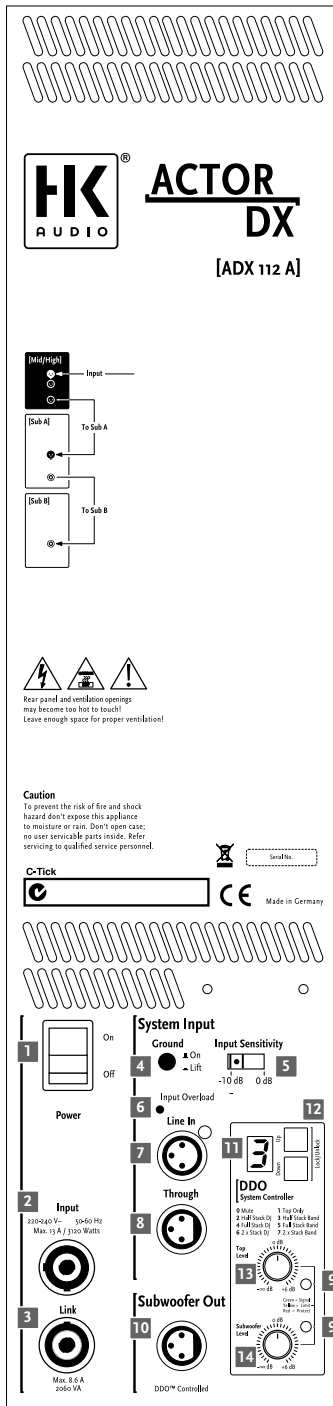 HK
®
AUDIO
ACTOR
DX
[ADX 112 A]
[Mid/High]
Input
To Sub A
[Sub A]
To Sub B
[Sub B]
Rear panel and ventilation openings
may become too hot to touch!
Leave enough space for proper ventilation!
Caution
To prevent the risk of fire and shock
hazard don't expose this appliance
to moisture or rain. Don't open case;
no user servicable parts inside. Refer
servicing to qualified service personnel.
Serial No.
C-Tick
CE
Made in Germany
1
On
Off
Power
2
Input
220-240 V~ 50-60 Hz
Max. 13 A / 3120 Watts
3
Link
Max. 8.6 A
2060 VA
System Input
Ground
4
On
Lift
Input Sensitivity
5
-10 dB 0 dB
6
Input Overload
Line In
7
Through
8
Subwoofer Out
10
DDO™ Controlled
12
11
3
Up
Down
Lock/Unlock
DDO
System Controller
0 Mute 1 Top Only
2 Half Stack DJ 3 Half Stack Band
4 Full Stack DJ 5 Full Stack Band
6 2 x Stack DJ 7 2 x Stack Band
Top
Level
0 dB
13
-∞ dB +6 dB
9
Green = Signal
Yellow = Limit
Red = Protect
Subwoofer
Level
0 dB
9
14
-∞ dB +6 dB